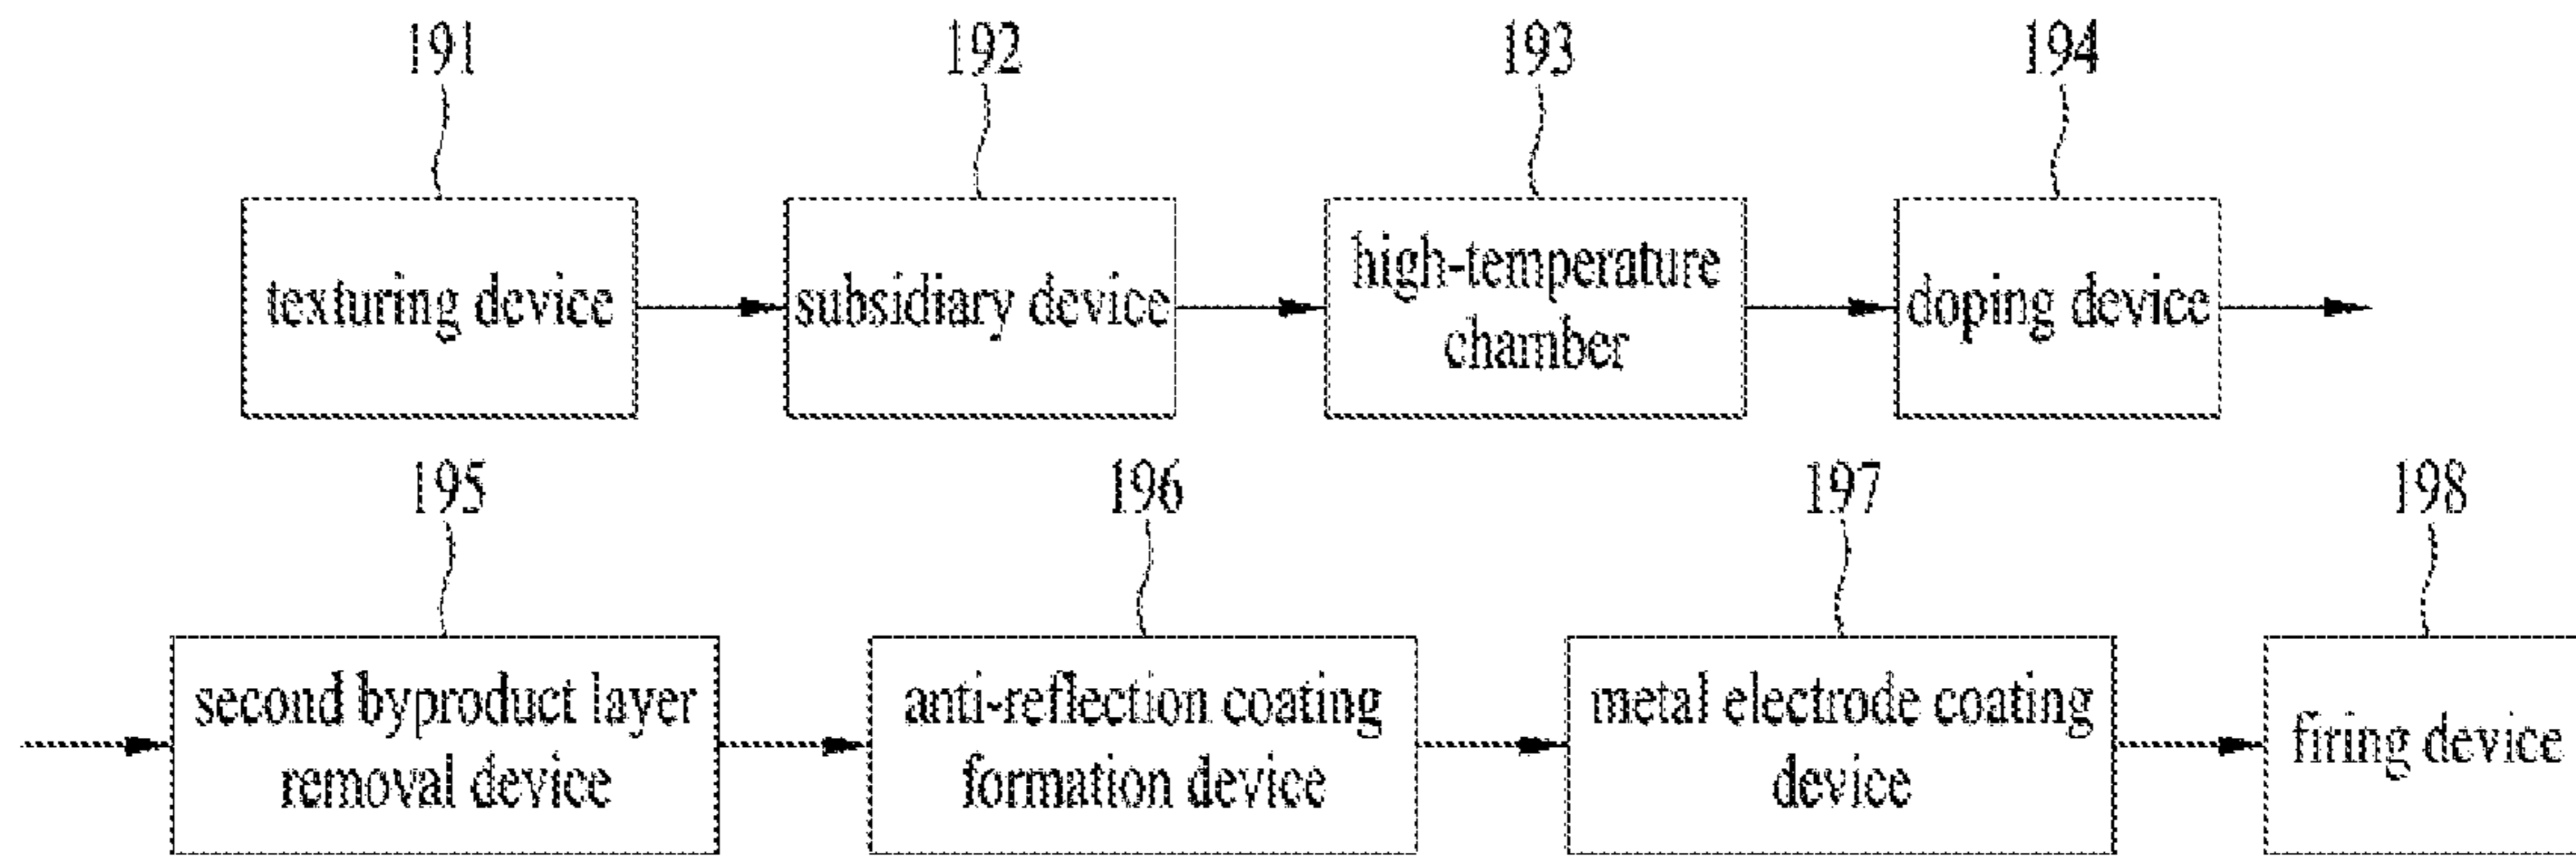 191
192
193
194
texturing device
subsidiary device
high-temperature
chamber
doping device
195
196
197
198
second byproduct layer
removal device
anti-reflection coating
formation device
metal electrode coating
device
firing device